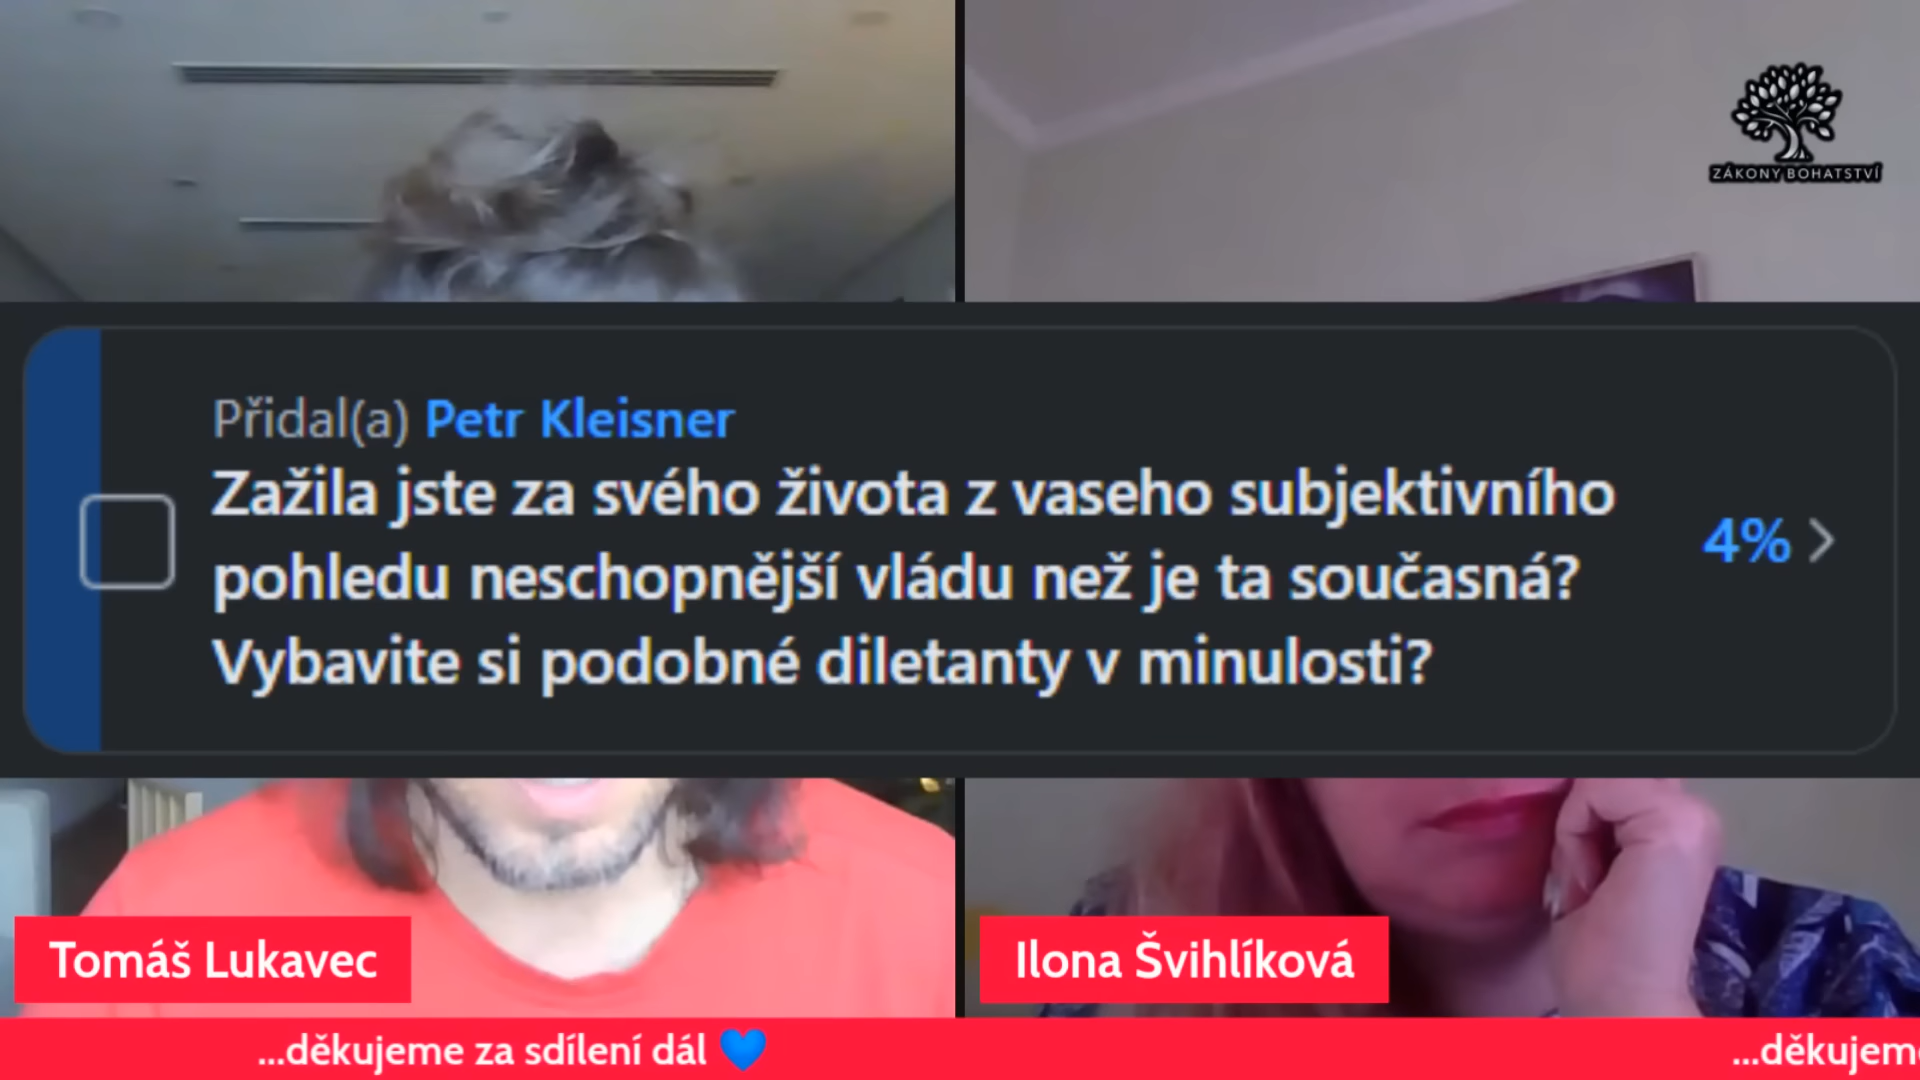 ZÁKONY BOHATSTVÍ
Přidal(a) Petr Kleisner
Zažila jste za svého života z vaseho subjektivního
pohledu neschopnější vládu než je ta současná?
Vybavite si podobné diletanty v minulosti?
4%
Tomáš Lukavec
Ilona Švihlíková
...děkujeme za sdílení dál 💙
...děkujem